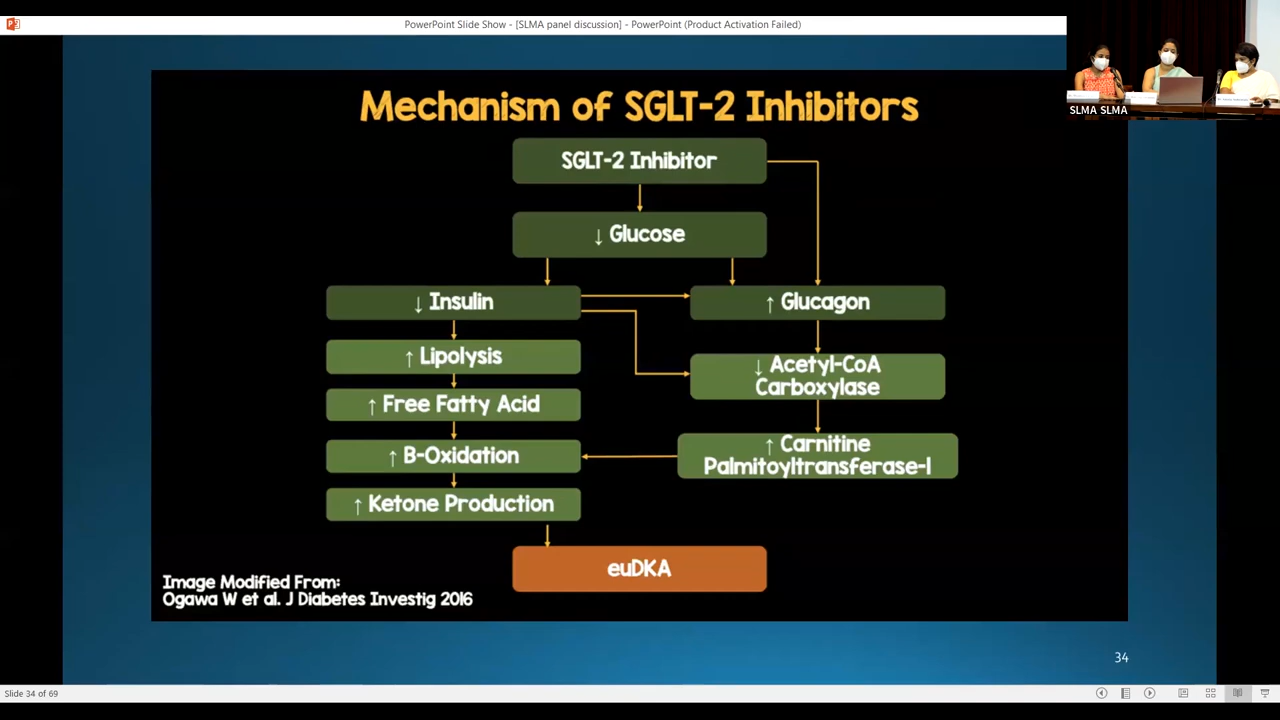 PowerPoint Slide Show - [SLMA panel discussion] - PowerPoint (Product Activation Failed)
SLMA SLMA
Mechanism of SGLT-2 Inhibitors
SGLT-2 Inhibitor
↓ Glucose
↓ Insulin
↑ Glucagon
↑ Lipolysis
↓ Acetyl-CoA
Carboxylase
↑ Free Fatty Acid
↑ B-Oxidation
↑ Carnitine
Palmitoyltransferase-I
↑ Ketone Production
euDKA
Image Modified From:
Ogawa W et al. J Diabetes Investig 2016
34
Slide 34 of 69